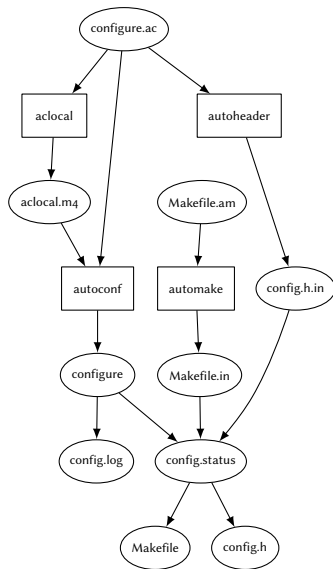 configure.ac
aclocal
autoheader
aclocal.m4
Makefile.am
autoconf
automake
config.h.in
configure
Makefile.in
config.log
config.status
Makefile
config.h